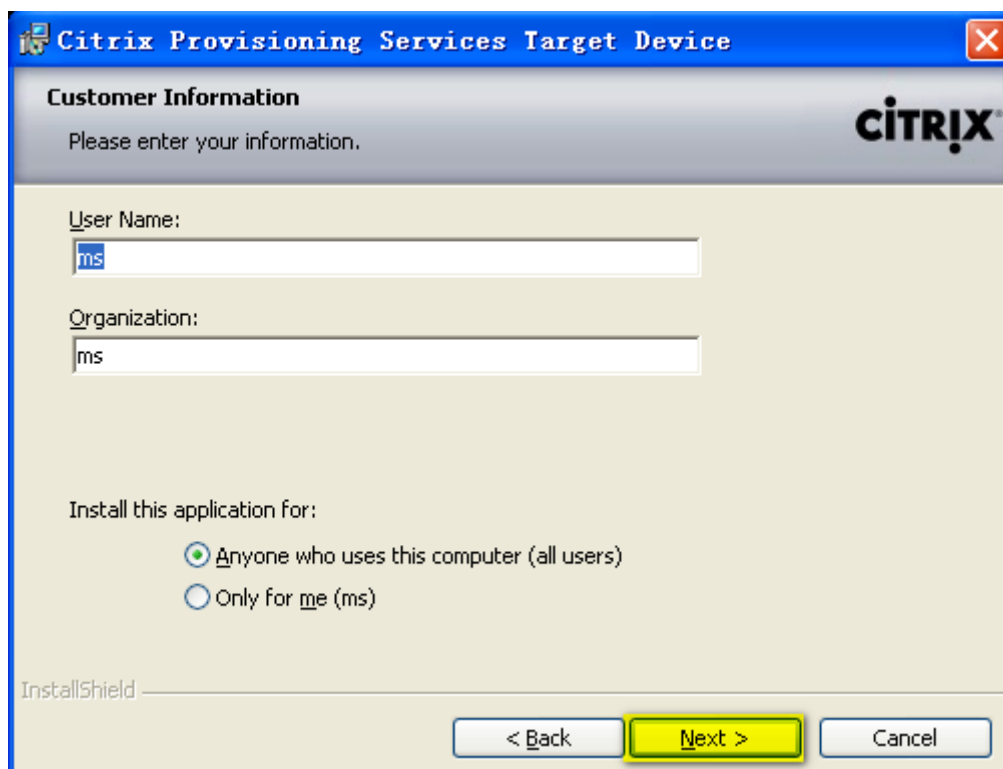 Citrix Provisioning Services Target Device
Customer Information
Please enter your information.
CITRIX
User Name:
ms
Organization:
ms
Install this application for:
Anyone who uses this computer (all users)
Only for me (ms)
InstallShield
< Back
Next >
Cancel